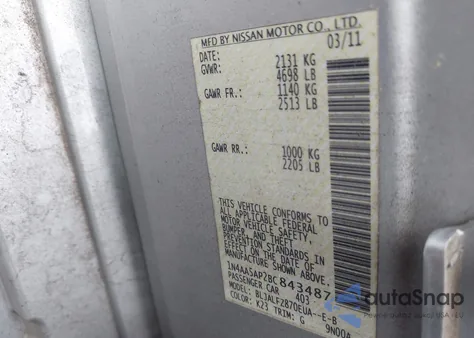 MFD BY NISSAN MOTOR CO., LTD.
DATE: 03/11
GVWR: 2131 KG
4698 LB
GAWR FR.: 1140 KG
2513 LB
GAWR RR.: 1000 KG
2205 LB
THIS VEHICLE CONFORMS TO
ALL APPLICABLE FEDERAL
MOTOR VEHICLE SAFETY,
BUMPER, AND THEFT
PREVENTION STANDARDS IN
EFFECT ON THE DATE OF
MANUFACTURE SHOWN ABOVE.
1N4AA5AP2BC843487
PASSENGER CAR 403
MODEL: BLJALFZ870EUA--E-B
COLOR: K23 TRIM: G 9N00A
autoSnap